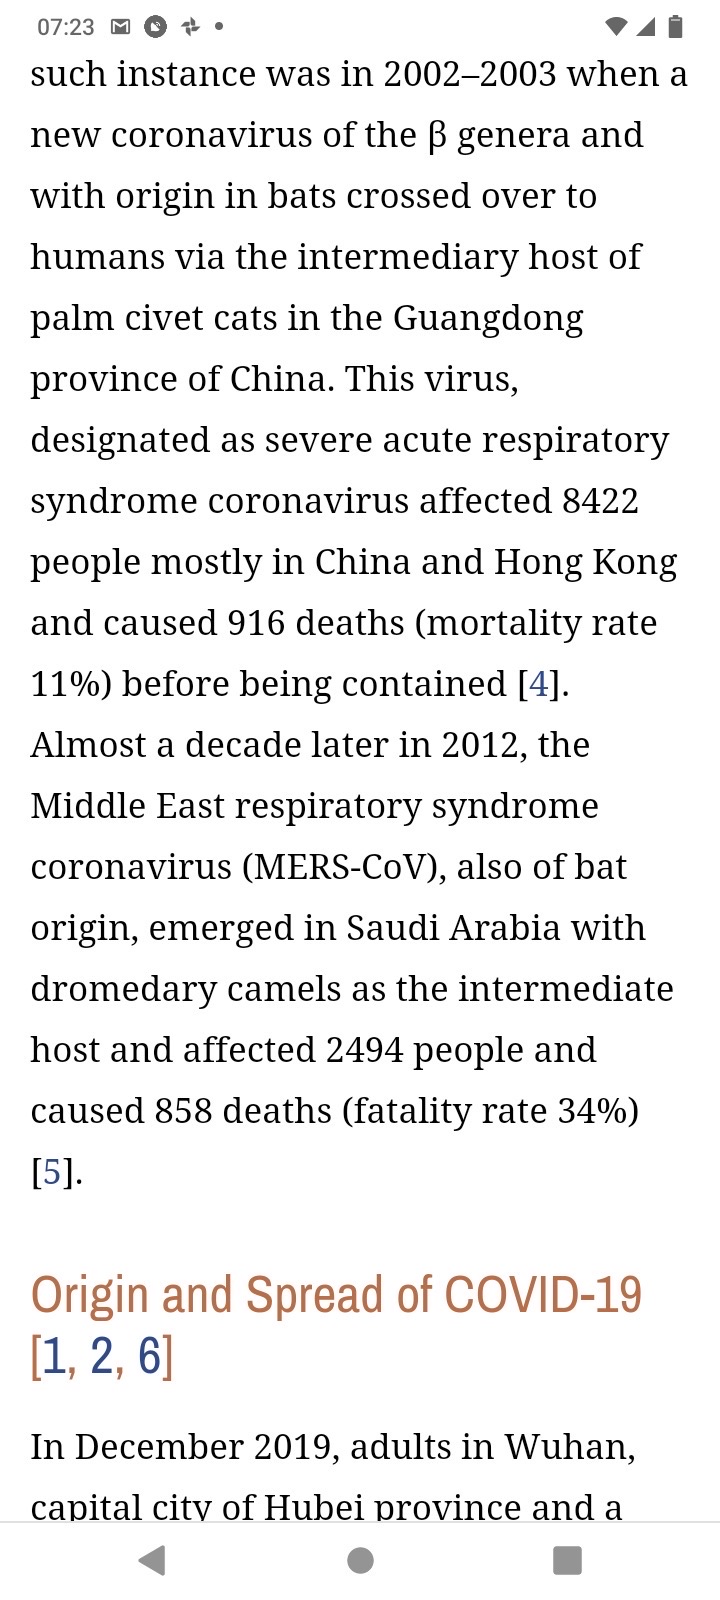 07:23
such instance was in 2002–2003 when a
new coronavirus of the β genera and
with origin in bats crossed over to
humans via the intermediary host of
palm civet cats in the Guangdong
province of China. This virus,
designated as severe acute respiratory
syndrome coronavirus affected 8422
people mostly in China and Hong Kong
and caused 916 deaths (mortality rate
11%) before being contained [4].
Almost a decade later in 2012, the
Middle East respiratory syndrome
coronavirus (MERS-CoV), also of bat
origin, emerged in Saudi Arabia with
dromedary camels as the intermediate
host and affected 2494 people and
caused 858 deaths (fatality rate 34%)
[5].
Origin and Spread of COVID-19
[1, 2, 6]
In December 2019, adults in Wuhan,
capital city of Hubei province and a